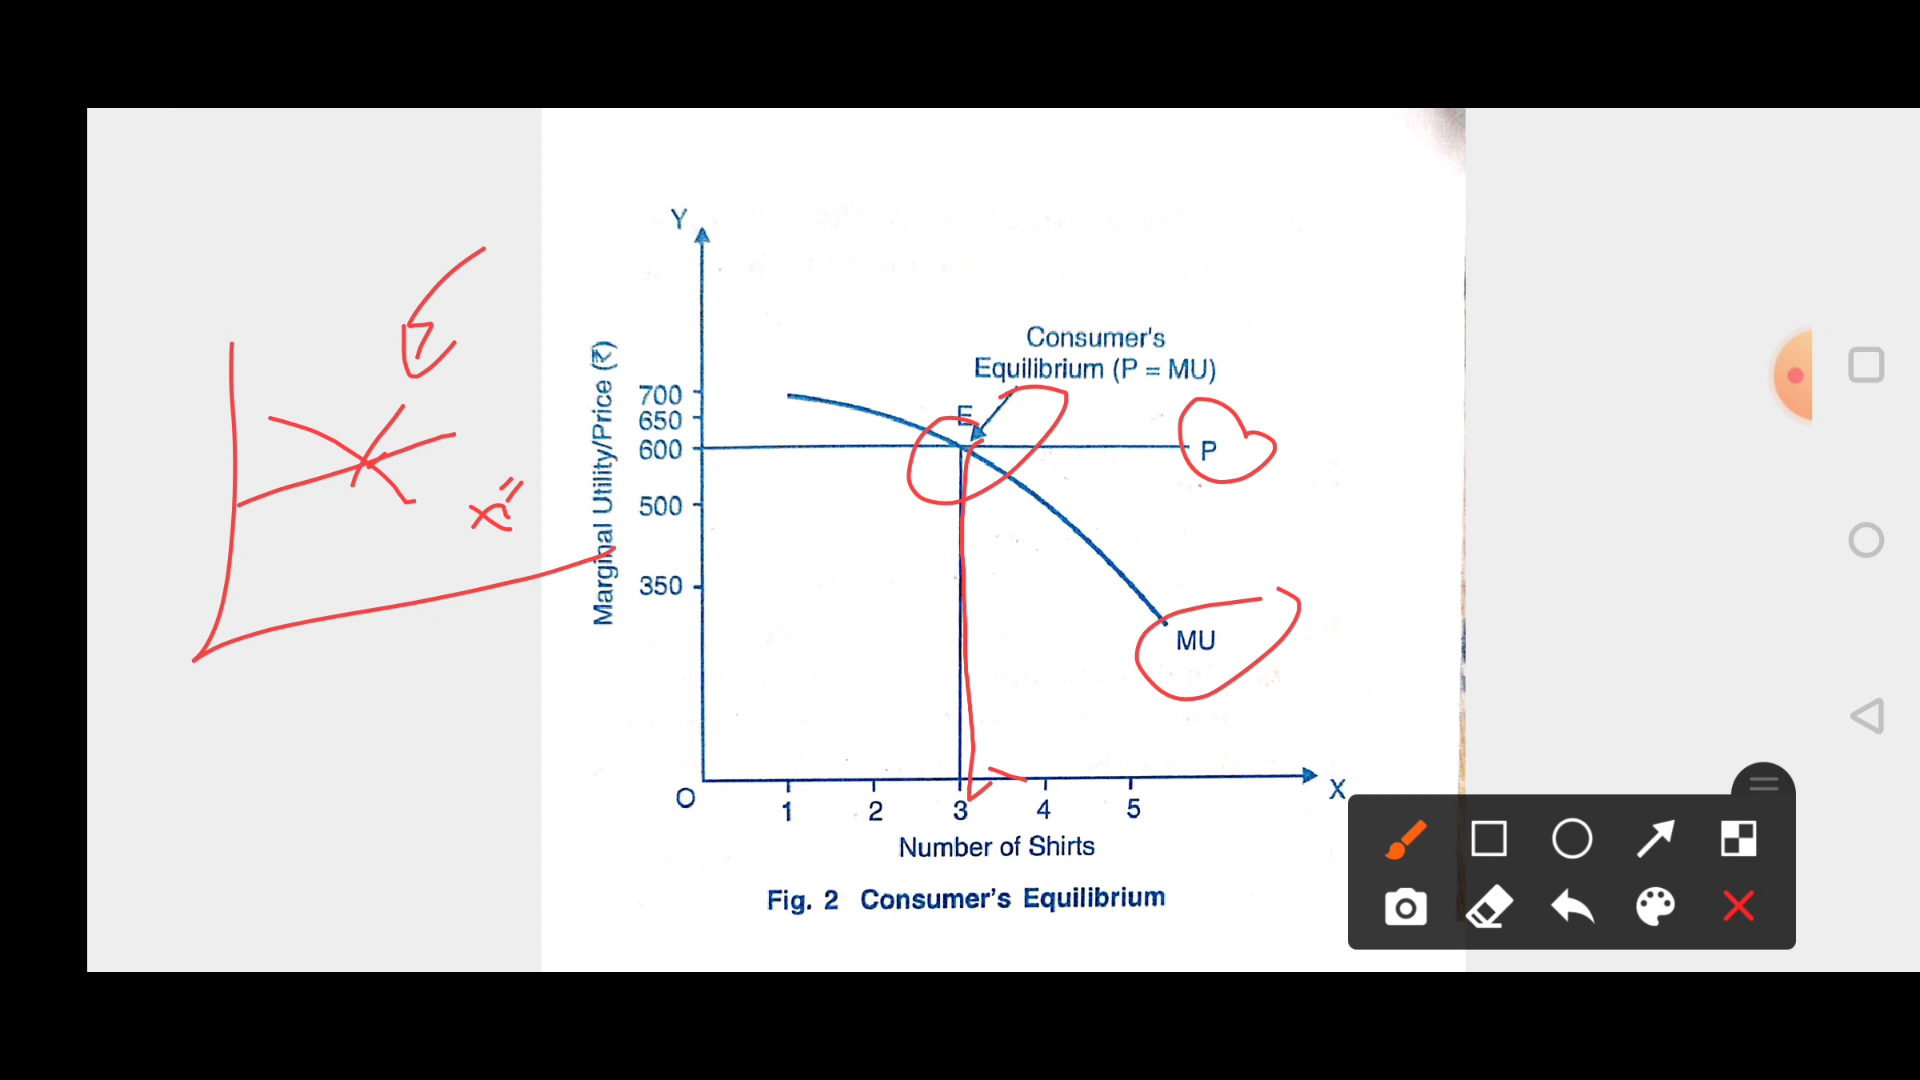 Y
Consumer's
Equilibrium (P = MU)
Marginal Utility/Price (₹)
700
650
600
500
350
E
P
MU
O
1 2 3 4 5
X
Number of Shirts
Fig. 2 Consumer's Equilibrium